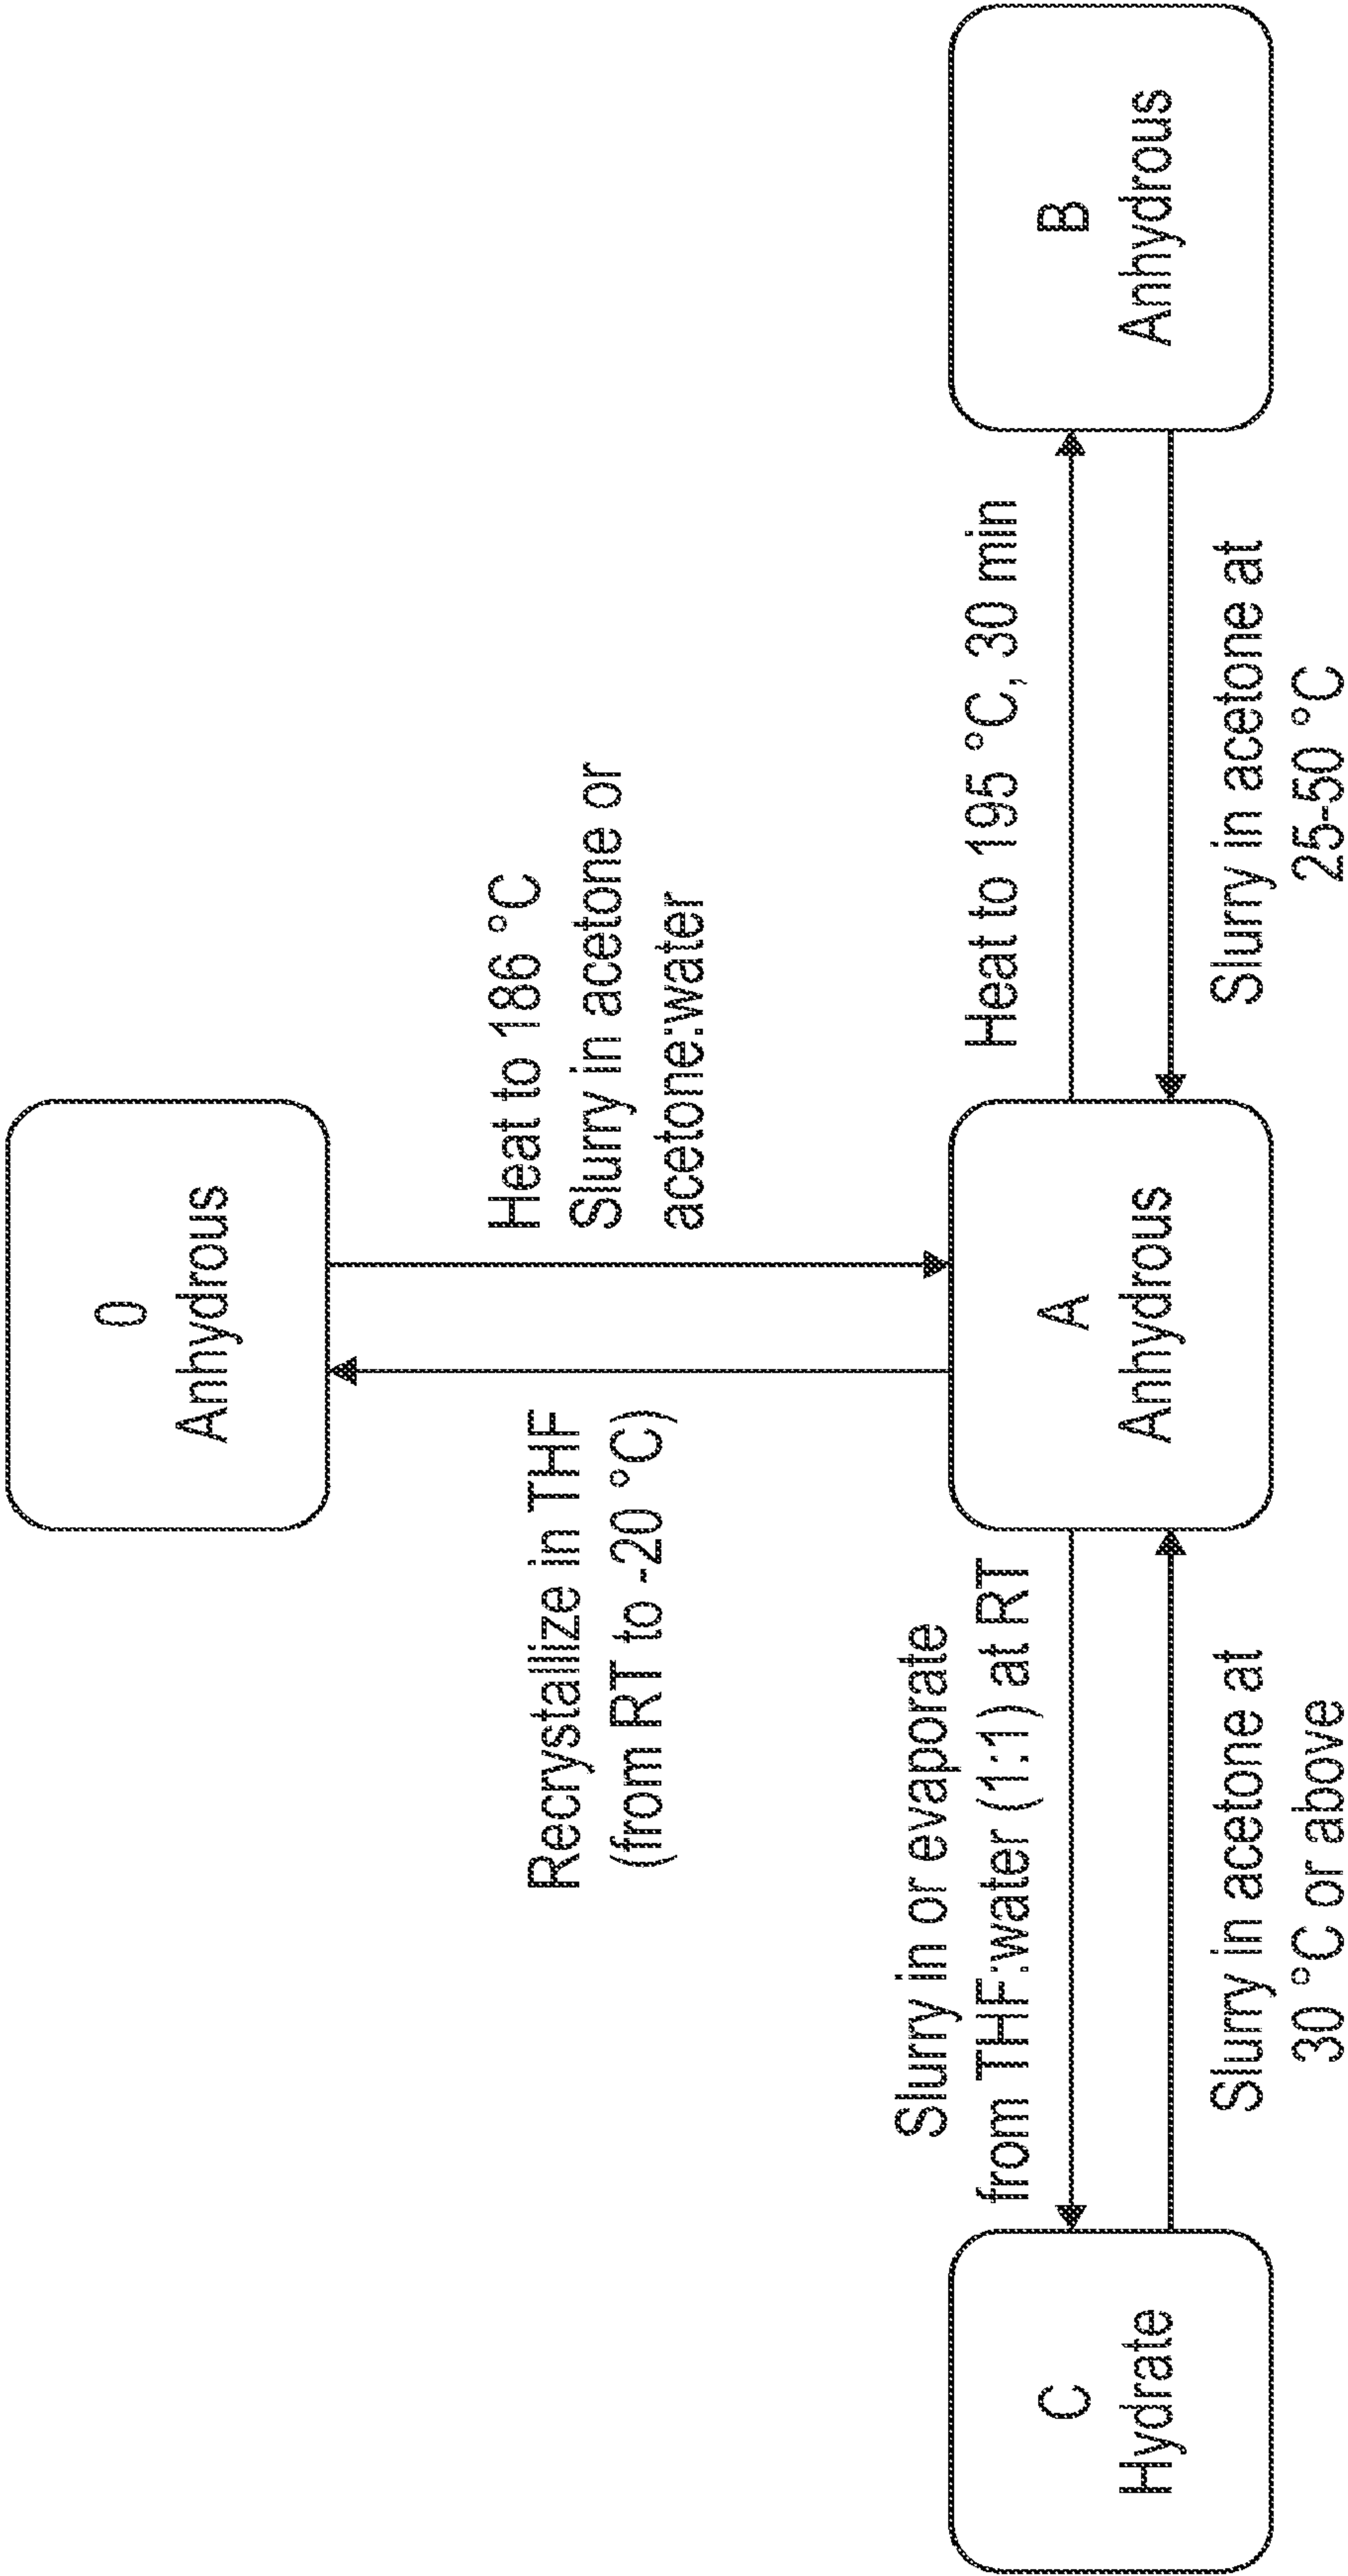 0
Anhydrous
Recrystallize in THF
(from RT to -20 °C)
Heat to 186 °C
Slurry in acetone or
acetone:water
Slurry in or evaporate
from THF:water (1:1) at RT
Heat to 195 °C, 30 min
C
Hydrate
A
Anhydrous
B
Anhydrous
Slurry in acetone at
30 °C or above
Slurry in acetone at
25-50 °C